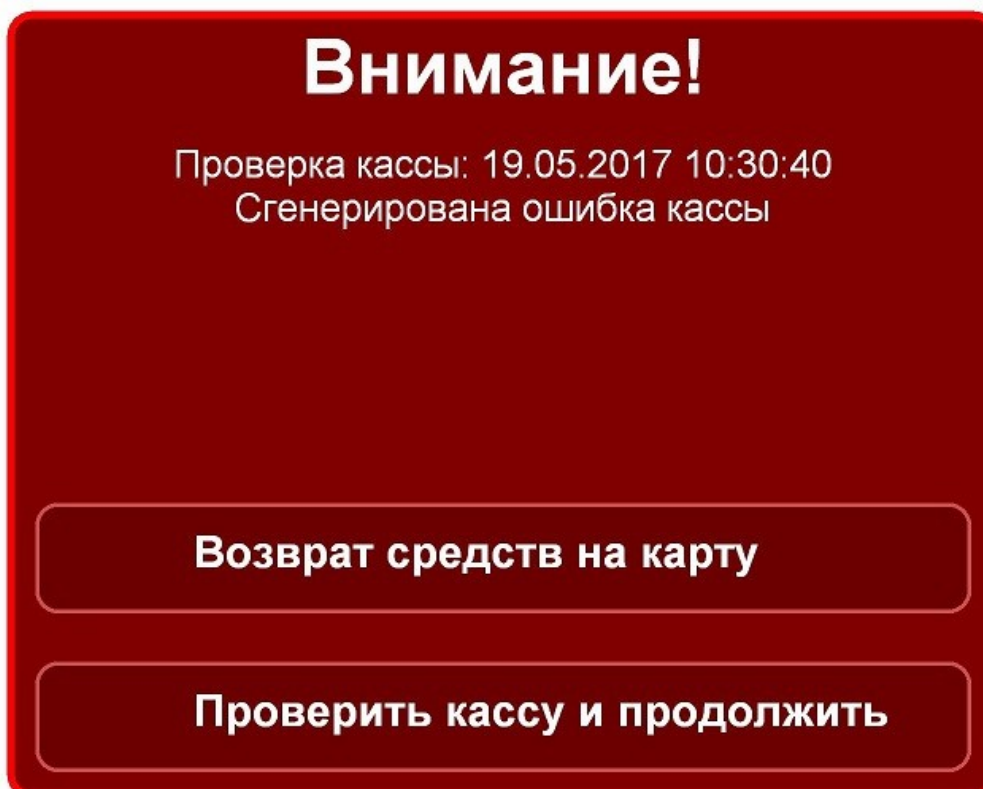 Внимание!
Проверка кассы: 19.05.2017 10:30:40
Сгенерирована ошибка кассы
Возврат средств на карту
Проверить кассу и продолжить